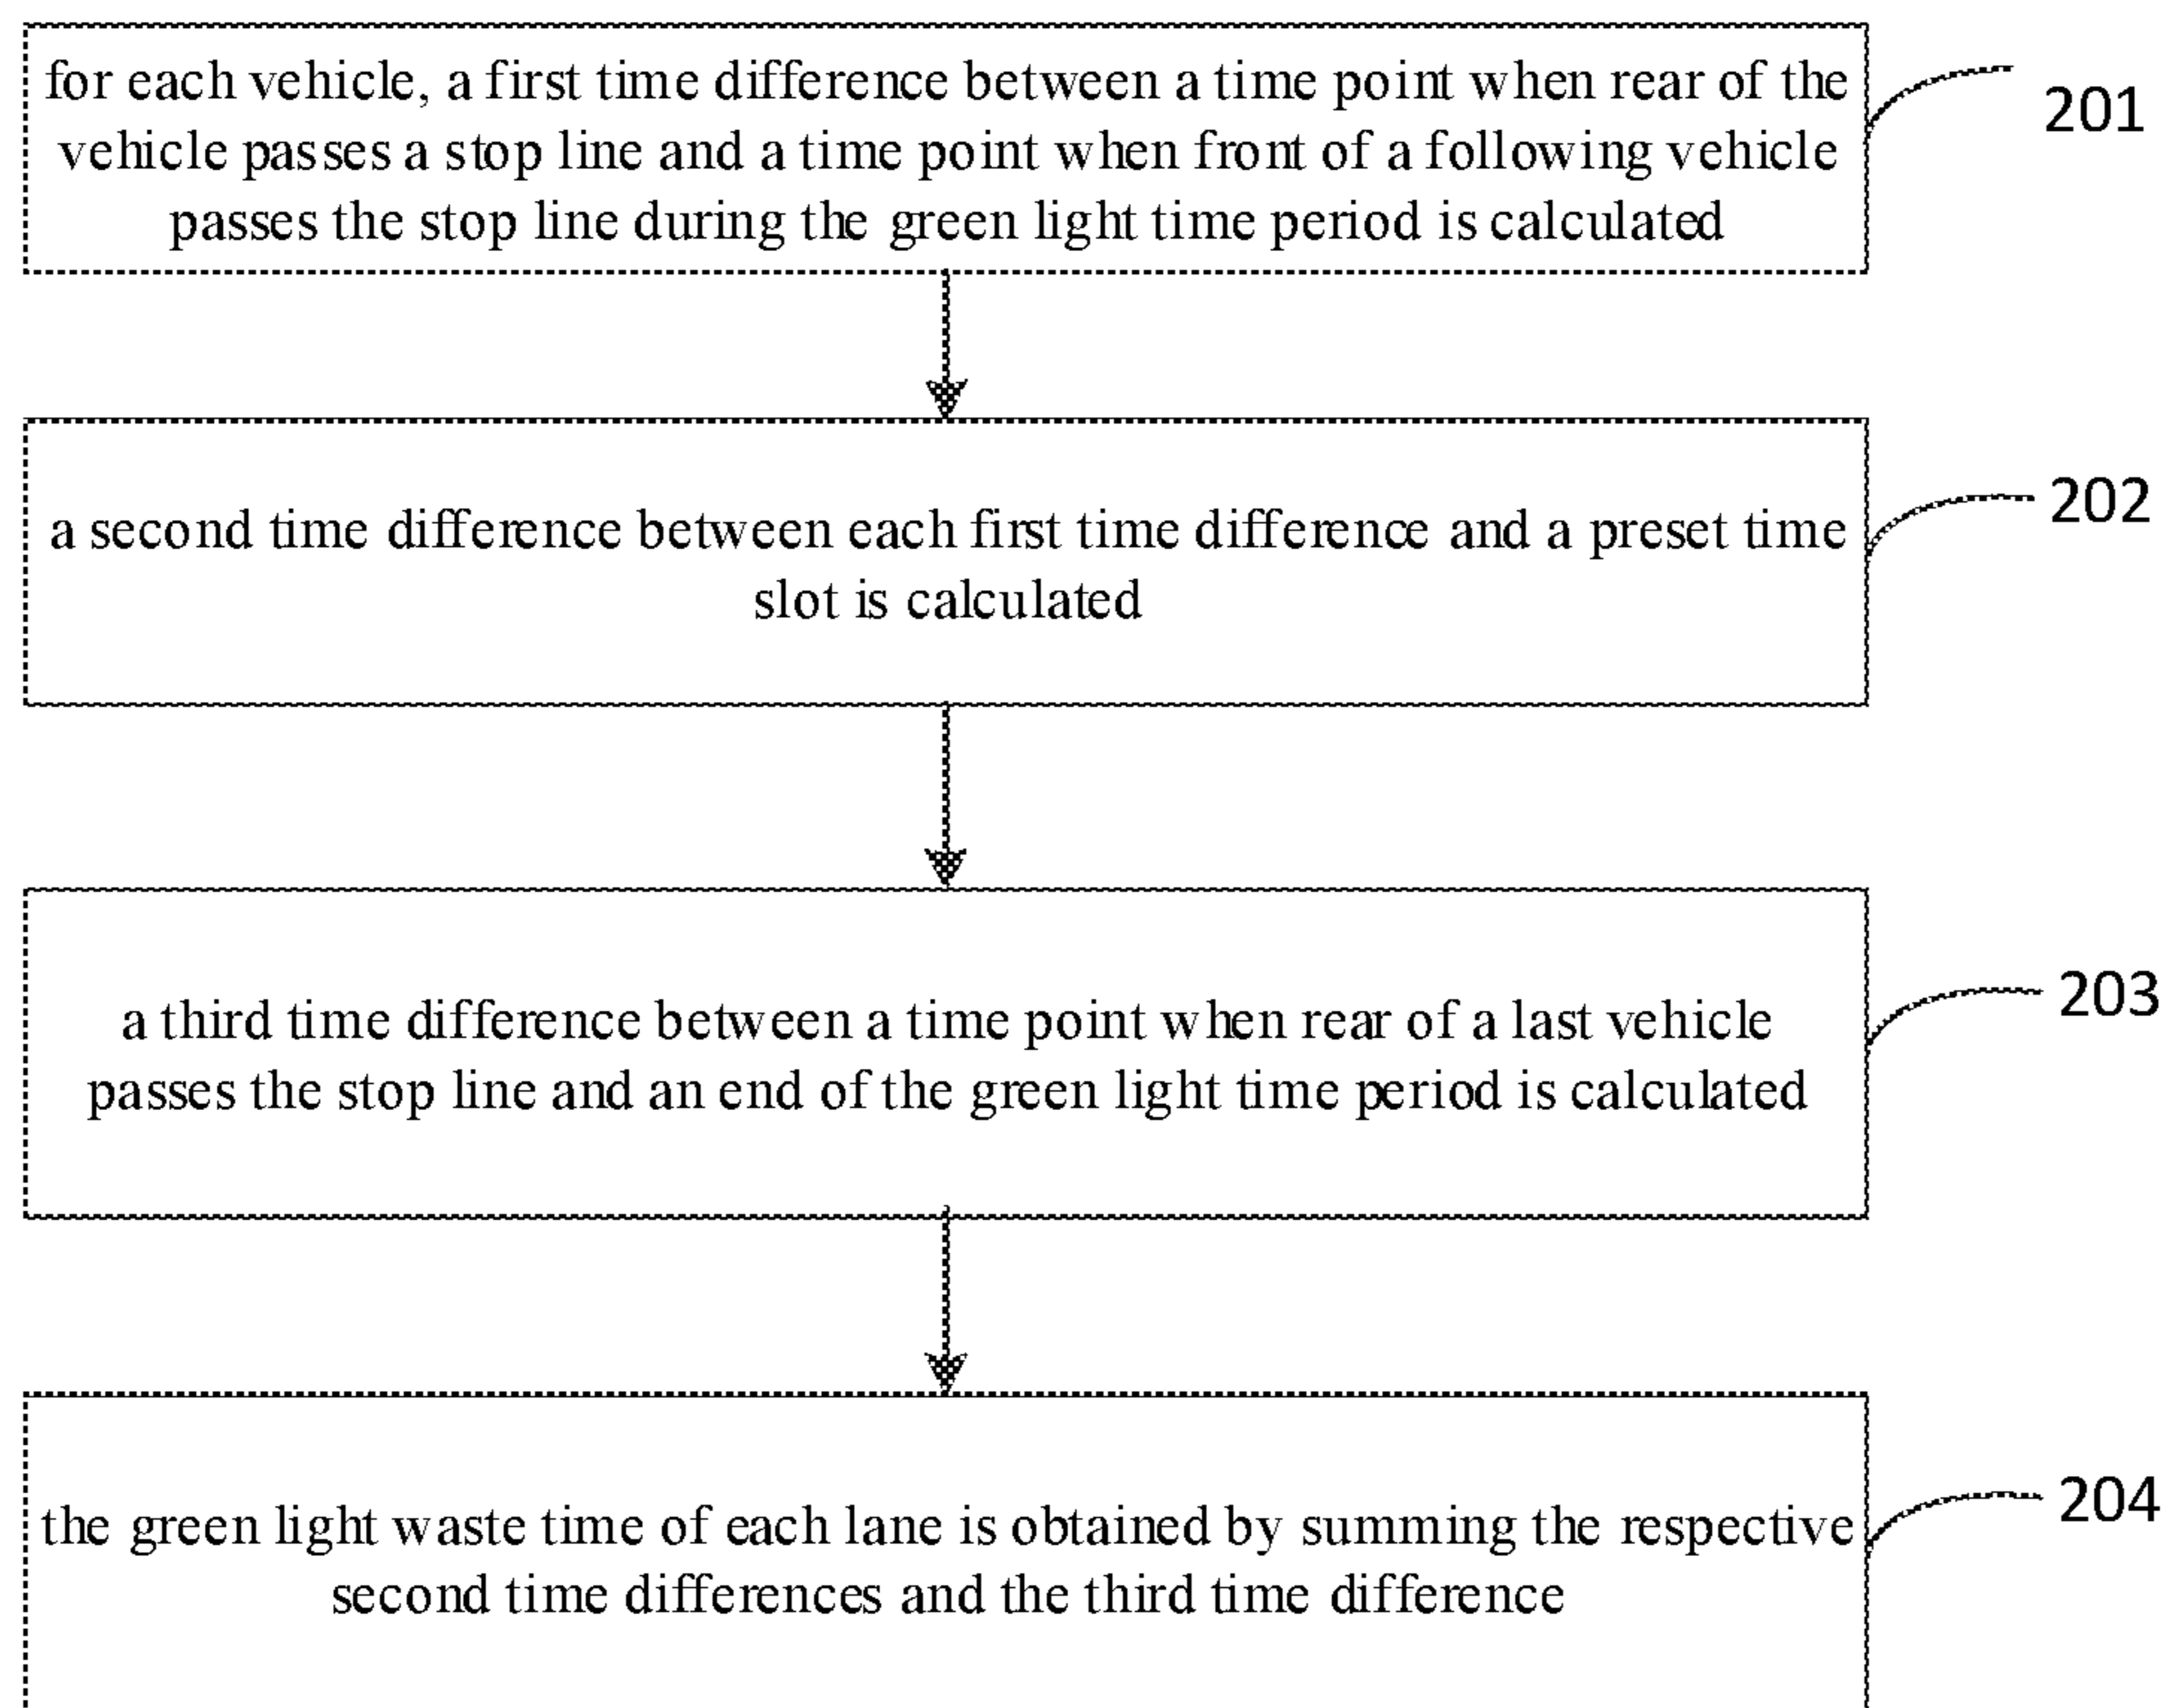 for each vehicle, a first time difference between a time point when rear of the
vehicle passes a stop line and a time point when front of a following vehicle
passes the stop line during the green light time period is calculated
201
a second time difference between each first time difference and a preset time
slot is calculated
202
a third time difference between a time point when rear of a last vehicle
passes the stop line and an end of the green light time period is calculated
203
the green light waste time of each lane is obtained by summing the respective
second time differences and the third time difference
204